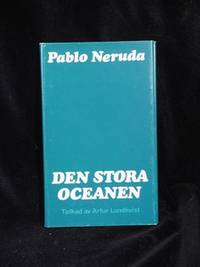 Pablo Neruda
DEN STORA
OCEANEN
Tolkad av Artur Lundkvist